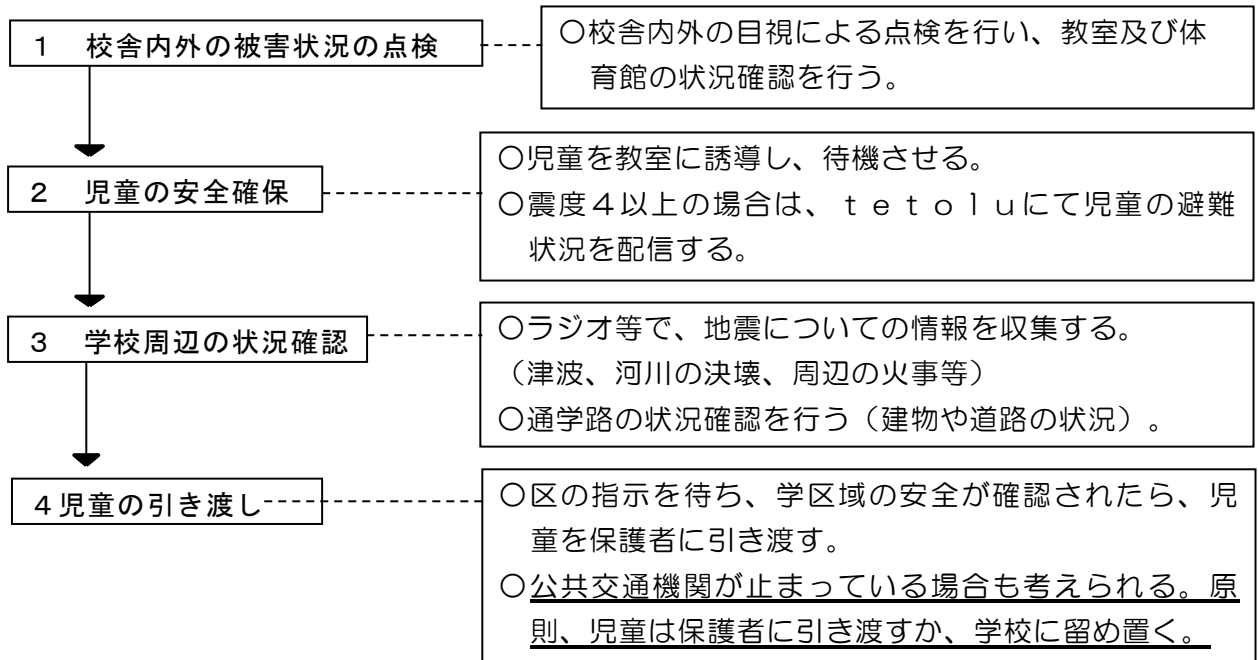 １　校舎内外の被害状況の点検
〇校舎内外の目視による点検を行い、教室及び体
育館の状況確認を行う。
２　児童の安全確保
〇児童を教室に誘導し、待機させる。
〇震度４以上の場合は、ｔｅｔｏｌｕにて児童の避難
状況を配信する。
３　学校周辺の状況確認
〇ラジオ等で、地震についての情報を収集する。
（津波、河川の決壊、周辺の火事等）
〇通学路の状況確認を行う（建物や道路の状況）。
４児童の引き渡し
〇区の指示を待ち、学区域の安全が確認されたら、児
童を保護者に引き渡す。
〇公共交通機関が止まっている場合も考えられる。原
則、児童は保護者に引き渡すか、学校に留め置く。